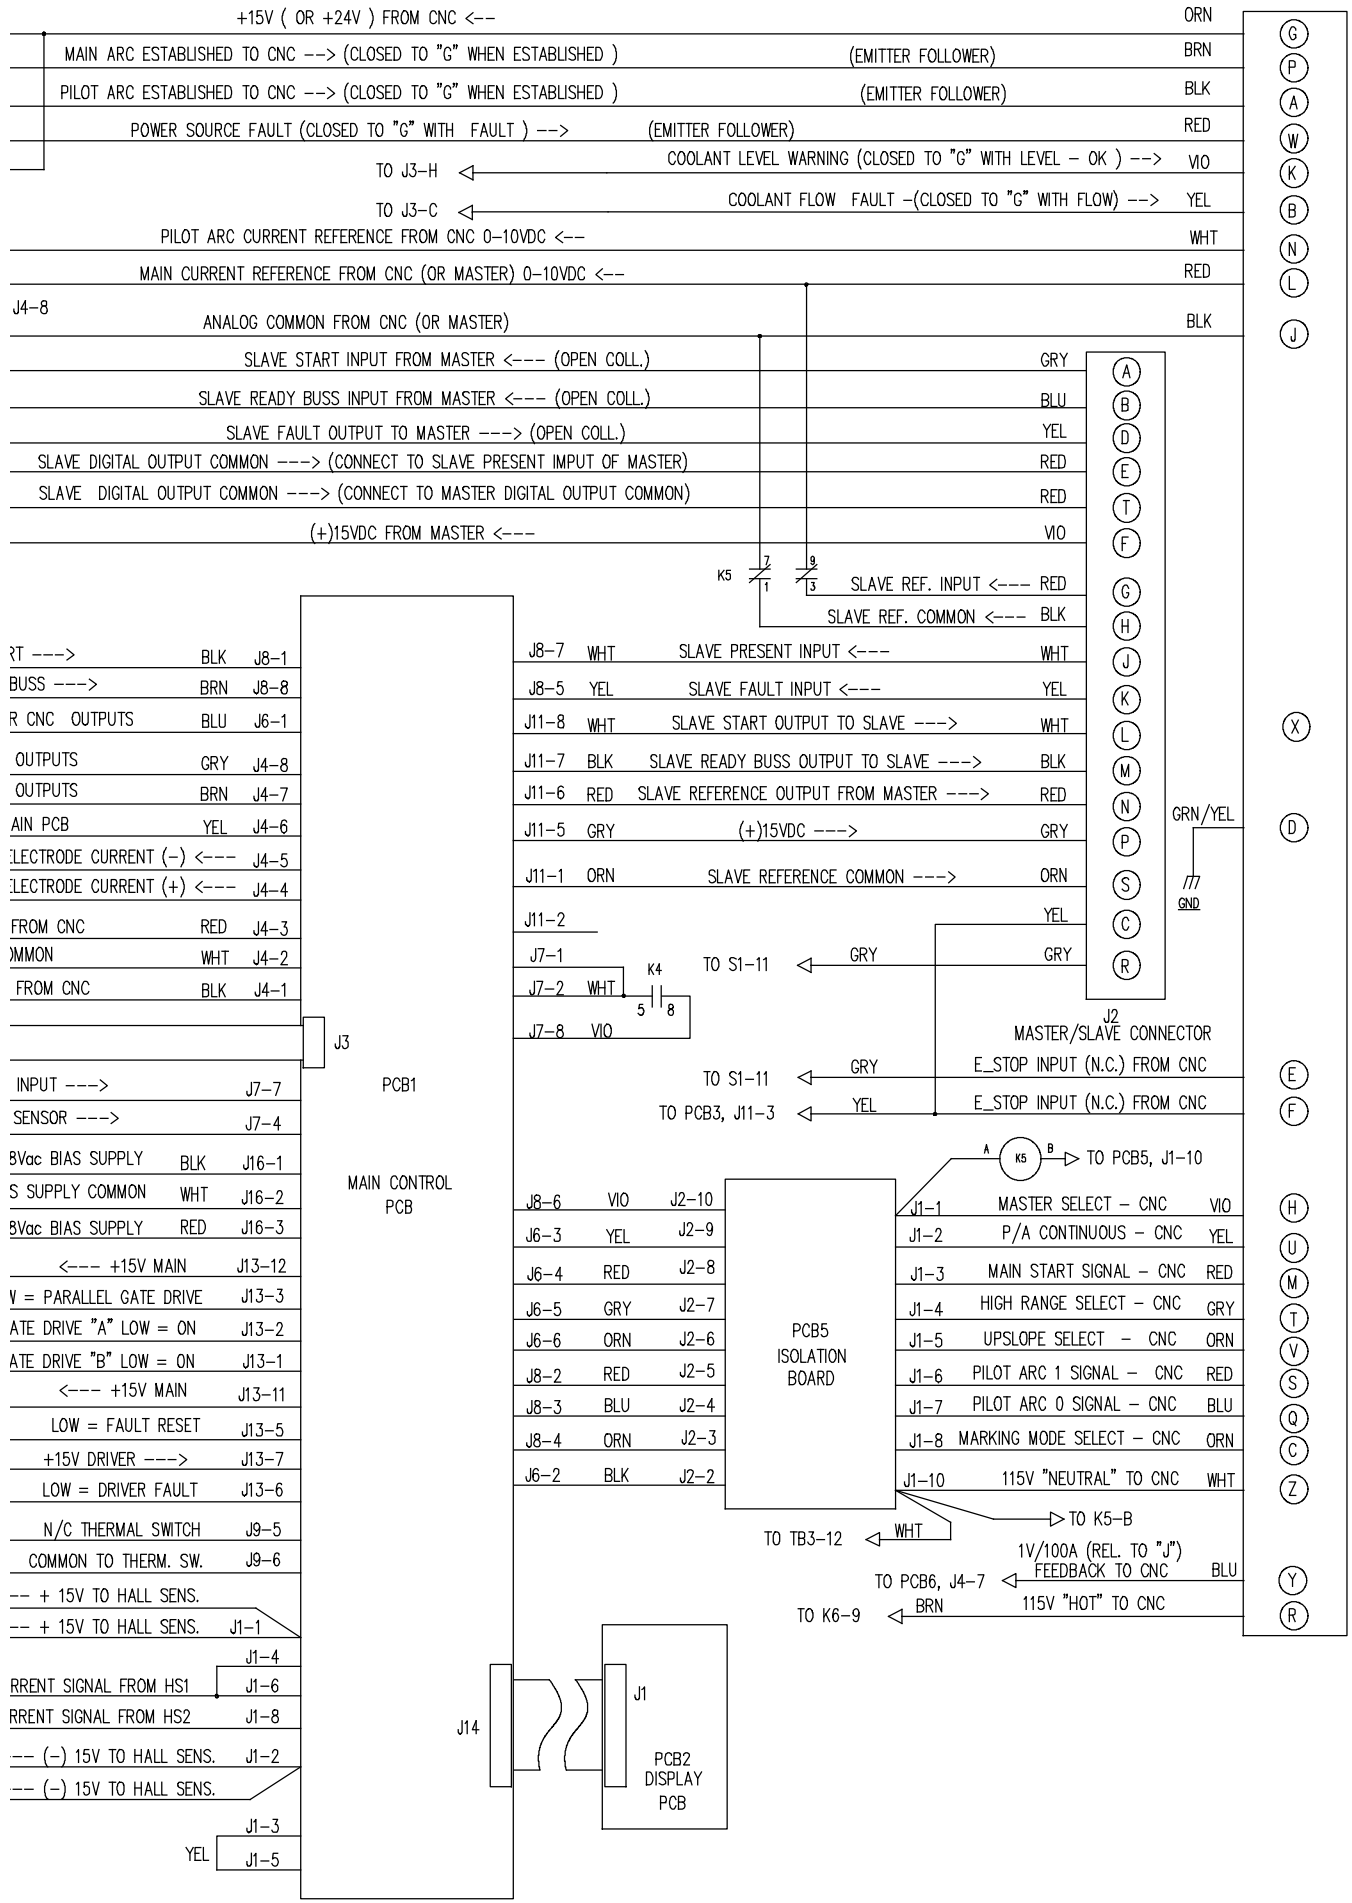 +15V ( OR +24V ) FROM CNC <-- ORN G
MAIN ARC ESTABLISHED TO CNC --> (CLOSED TO "G" WHEN ESTABLISHED ) (EMITTER FOLLOWER) BRN P
PILOT ARC ESTABLISHED TO CNC --> (CLOSED TO "G" WHEN ESTABLISHED ) (EMITTER FOLLOWER) BLK A
POWER SOURCE FAULT (CLOSED TO "G" WITH FAULT ) --> (EMITTER FOLLOWER) RED W
TO J3-H COOLANT LEVEL WARNING (CLOSED TO "G" WITH LEVEL - OK ) --> VIO K
TO J3-C COOLANT FLOW FAULT -(CLOSED TO "G" WITH FLOW) --> YEL B
PILOT ARC CURRENT REFERENCE FROM CNC 0-10VDC <-- WHT N
MAIN CURRENT REFERENCE FROM CNC (OR MASTER) 0-10VDC <-- RED L
J4-8
ANALOG COMMON FROM CNC (OR MASTER) BLK J
SLAVE START INPUT FROM MASTER <--- (OPEN COLL.) GRY A
SLAVE READY BUSS INPUT FROM MASTER <--- (OPEN COLL.) BLU B
SLAVE FAULT OUTPUT TO MASTER ---> (OPEN COLL.) YEL D
SLAVE DIGITAL OUTPUT COMMON ---> (CONNECT TO SLAVE PRESENT IMPUT OF MASTER) RED E
SLAVE DIGITAL OUTPUT COMMON ---> (CONNECT TO MASTER DIGITAL OUTPUT COMMON) RED T
(+)15VDC FROM MASTER <--- VIO F
K5 7 1 9 3
SLAVE REF. INPUT <--- RED G
SLAVE REF. COMMON <--- BLK H
RT ---> BLK J8-1
BUSS ---> BRN J8-8
R CNC OUTPUTS BLU J6-1
OUTPUTS GRY J4-8
OUTPUTS BRN J4-7
AIN PCB YEL J4-6
ELECTRODE CURRENT (-) <--- J4-5
ELECTRODE CURRENT (+) <--- J4-4
FROM CNC RED J4-3
OMMON WHT J4-2
FROM CNC BLK J4-1
J3
INPUT ---> J7-7
SENSOR ---> J7-4
8Vac BIAS SUPPLY BLK J16-1
S SUPPLY COMMON WHT J16-2
8Vac BIAS SUPPLY RED J16-3
<--- +15V MAIN J13-12
W = PARALLEL GATE DRIVE J13-3
ATE DRIVE "A" LOW = ON J13-2
ATE DRIVE "B" LOW = ON J13-1
<--- +15V MAIN J13-11
LOW = FAULT RESET J13-5
+15V DRIVER ---> J13-7
LOW = DRIVER FAULT J13-6
N/C THERMAL SWITCH J9-5
COMMON TO THERM. SW. J9-6
-- + 15V TO HALL SENS.
-- + 15V TO HALL SENS. J1-1
J1-4
RRENT SIGNAL FROM HS1 J1-6
RRENT SIGNAL FROM HS2 J1-8
-- (-) 15V TO HALL SENS. J1-2
-- (-) 15V TO HALL SENS.
J1-3
YEL
J1-5
PCB1
MAIN CONTROL
PCB
J8-7 WHT SLAVE PRESENT INPUT <--- WHT J
J8-5 YEL SLAVE FAULT INPUT <--- YEL K
J11-8 WHT SLAVE START OUTPUT TO SLAVE ---> WHT L
J11-7 BLK SLAVE READY BUSS OUTPUT TO SLAVE ---> BLK M
J11-6 RED SLAVE REFERENCE OUTPUT FROM MASTER ---> RED N
J11-5 GRY (+)15VDC ---> GRY P
J11-1 ORN SLAVE REFERENCE COMMON ---> ORN S
J11-2 YEL C
J7-1 TO S1-11 GRY GRY R
K4
J7-2 WHT 5 8
J7-8 VIO
J2
MASTER/SLAVE CONNECTOR
X
GRN/YEL D
GND
TO S1-11 GRY E_STOP INPUT (N.C.) FROM CNC E
TO PCB3, J11-3 YEL E_STOP INPUT (N.C.) FROM CNC F
A K5 B TO PCB5, J1-10
J8-6 VIO J2-10
J6-3 YEL J2-9
J6-4 RED J2-8
J6-5 GRY J2-7
J6-6 ORN J2-6
J8-2 RED J2-5
J8-3 BLU J2-4
J8-4 ORN J2-3
J6-2 BLK J2-2
PCB5
ISOLATION
BOARD
J1-1 MASTER SELECT - CNC VIO H
J1-2 P/A CONTINUOUS - CNC YEL U
J1-3 MAIN START SIGNAL - CNC RED M
J1-4 HIGH RANGE SELECT - CNC GRY T
J1-5 UPSLOPE SELECT - CNC ORN V
J1-6 PILOT ARC 1 SIGNAL - CNC RED S
J1-7 PILOT ARC 0 SIGNAL - CNC BLU Q
J1-8 MARKING MODE SELECT - CNC ORN C
J1-10 115V "NEUTRAL" TO CNC WHT Z
TO K5-B
TO TB3-12 WHT
1V/100A (REL. TO "J")
TO PCB6, J4-7 FEEDBACK TO CNC BLU Y
TO K6-9 BRN 115V "HOT" TO CNC R
J14
J1
PCB2
DISPLAY
PCB